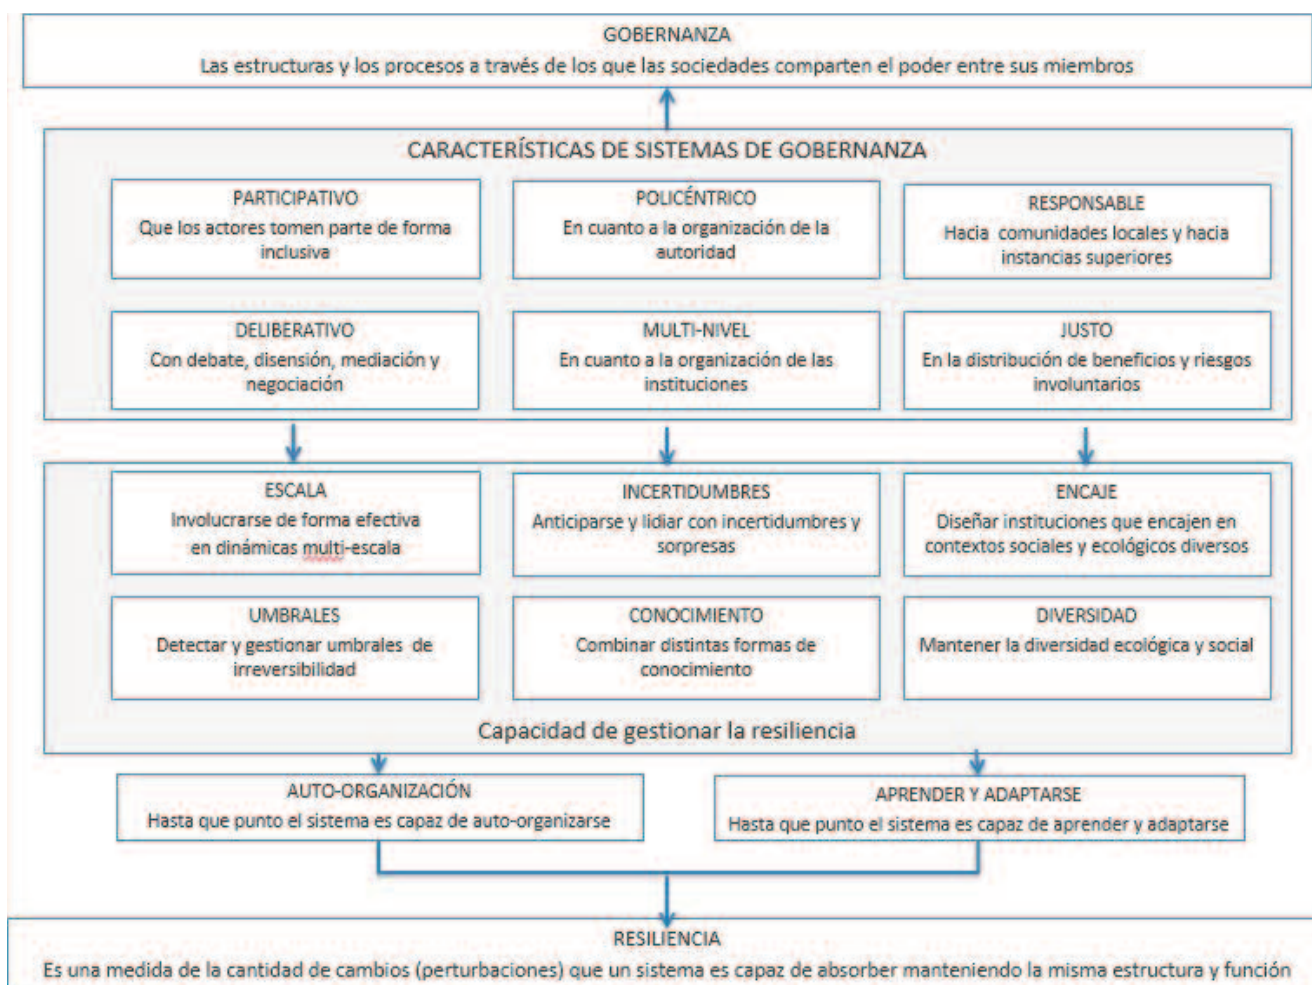 GOBERNANZA
Las estructuras y los procesos a través de los que las sociedades comparten el poder entre sus miembros
CARACTERÍSTICAS DE SISTEMAS DE GOBERNANZA
PARTICIPATIVO
Que los actores tomen parte de forma
inclusiva
POLICÉNTRICO
En cuanto a la organización de la
autoridad
RESPONSABLE
Hacia comunidades locales y hacia
instancias superiores
DELIBERATIVO
Con debate, disensión, mediación y
negociación
MULTI-NIVEL
En cuanto a la organización de las
instituciones
JUSTO
En la distribución de beneficios y riesgos
involuntarios
ESCALA
Involucrarse de forma efectiva
en dinámicas multi-escala
INCERTIDUMBRES
Anticiparse y lidiar con incertidumbres y
sorpresas
ENCAJE
Diseñar instituciones que encajen en
contextos sociales y ecológicos diversos
UMBRALES
Detectar y gestionar umbrales de
irreversibilidad
CONOCIMIENTO
Combinar distintas formas de
conocimiento
DIVERSIDAD
Mantener la diversidad ecológica y social
Capacidad de gestionar la resiliencia
AUTO-ORGANIZACIÓN
Hasta que punto el sistema es capaz de auto-organizarse
APRENDER Y ADAPTARSE
Hasta que punto el sistema es capaz de aprender y adaptarse
RESILIENCIA
Es una medida de la cantidad de cambios (perturbaciones) que un sistema es capaz de absorber manteniendo la misma estructura y función